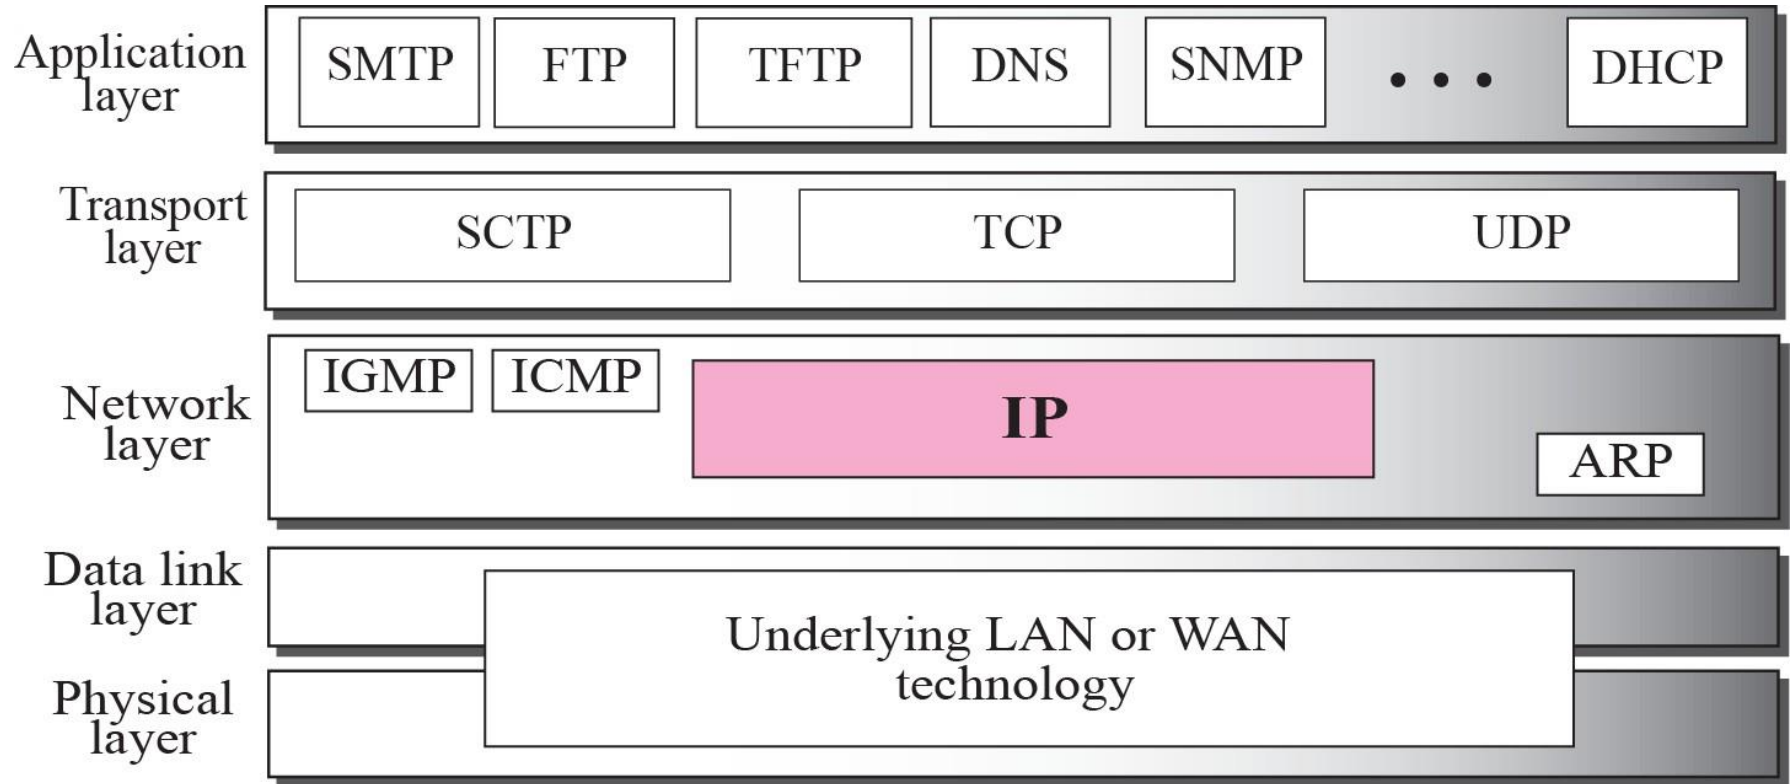 Application
layer
SMTP
FTP
TFTP
DNS
SNMP
• • •
DHCP
Transport
layer
SCTP
TCP
UDP
Network
layer
IGMP
ICMP
IP
ARP
Data link
layer
Underlying LAN or WAN
technology
Physical
layer